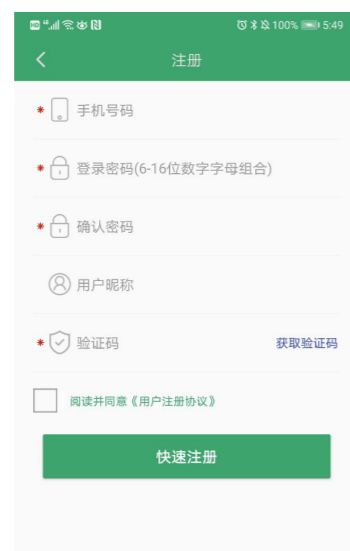 HD 4G 100% 5:49
注册
* 手机号码
* 登录密码(6-16位数字字母组合)
* 确认密码
用户昵称
* 验证码 获取验证码
阅读并同意《用户注册协议》
快速注册